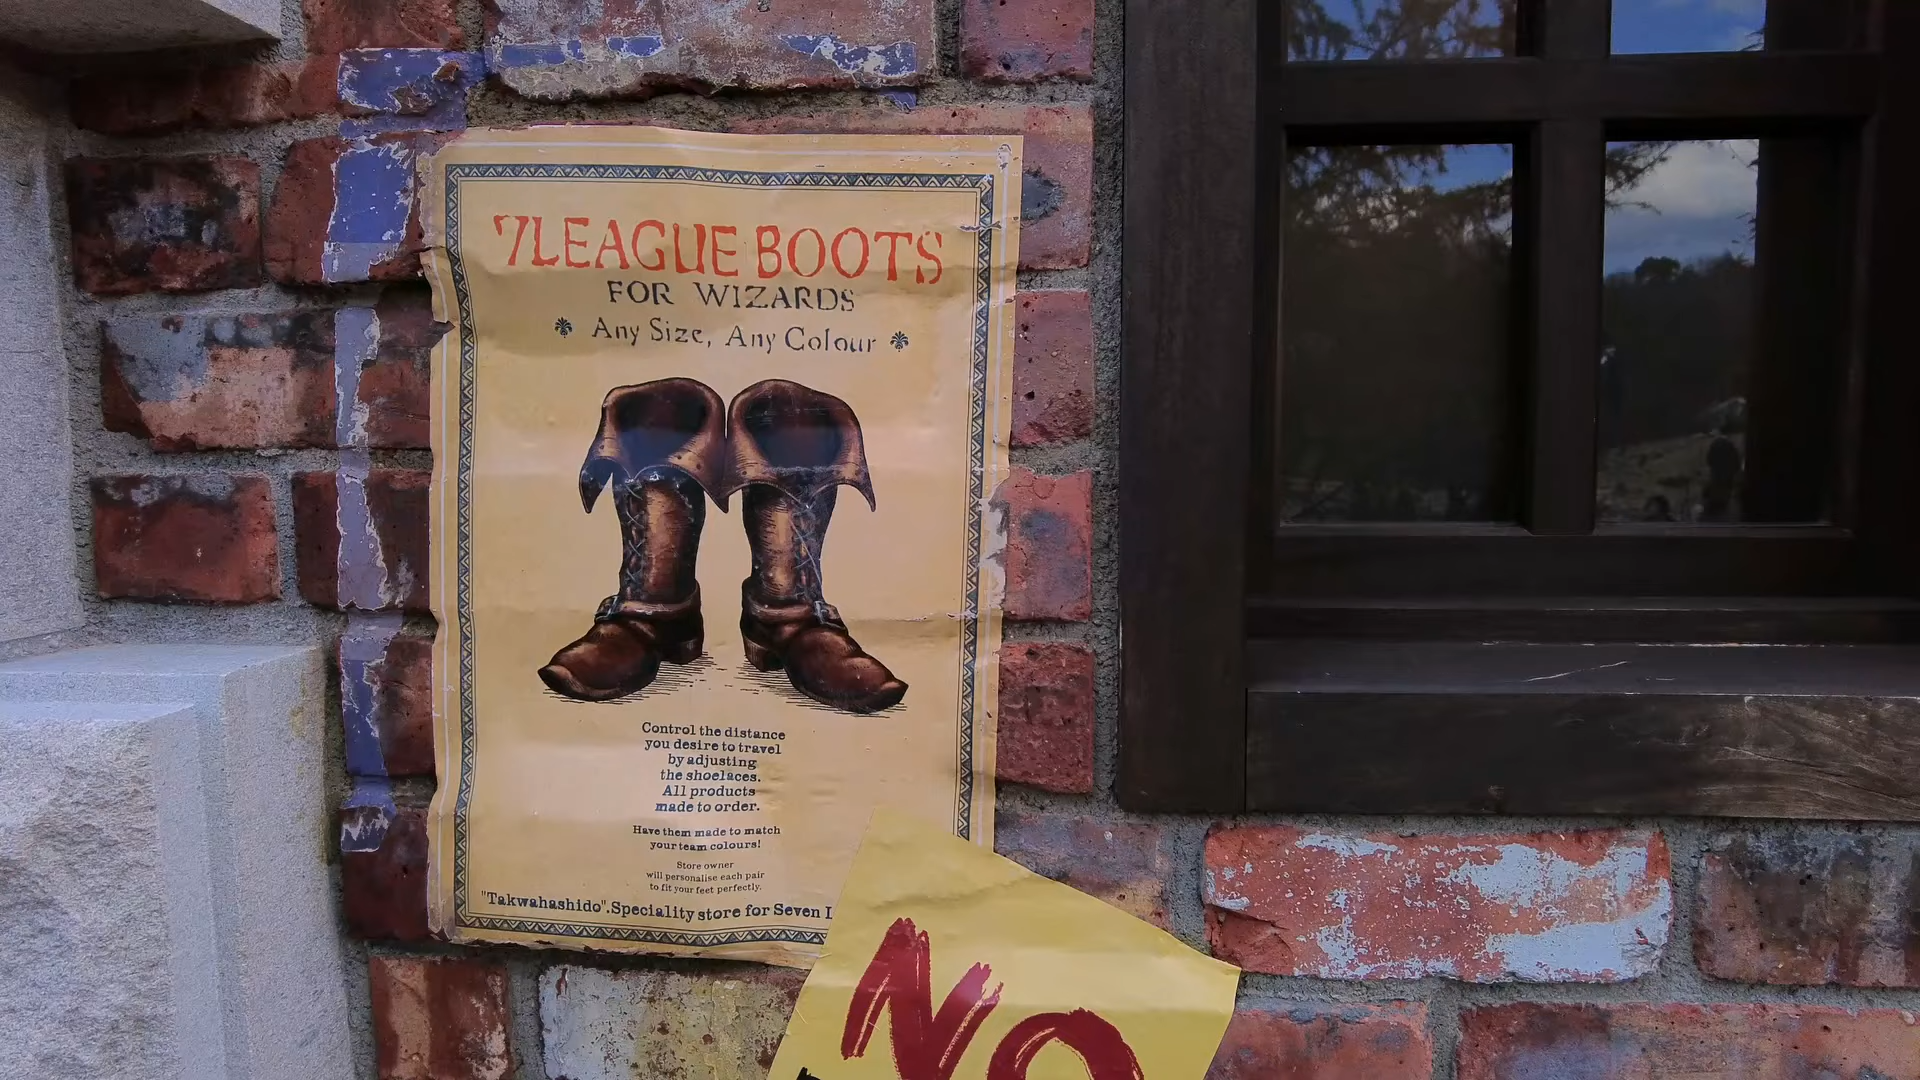 7LEAGUE BOOTS
FOR WIZARDS
Any Size, Any Colour
Control the distance
you desire to travel
by adjusting
the shoelaces.
All products
made to order.
Have them made to match
your team colours!
Store owner
will personalise each pair
to fit your feet perfectly.
"Takwahashido".Speciality store for Seven L
NO